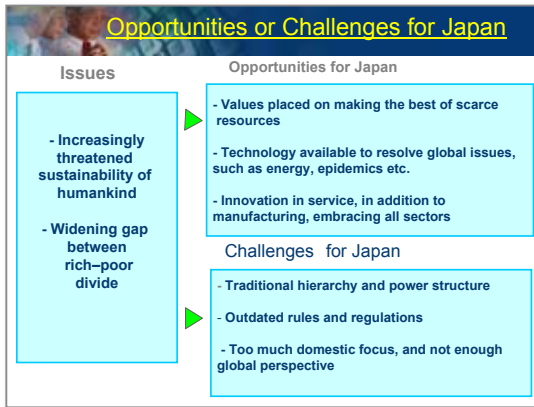 Opportunities or Challenges for Japan
Issues
- Increasingly
threatened
sustainability of
humankind
- Widening gap
between
rich–poor
divide
Opportunities for Japan
- Values placed on making the best of scarce
resources
- Technology available to resolve global issues,
such as energy, epidemics etc.
- Innovation in service, in addition to
manufacturing, embracing all sectors
Challenges for Japan
- Traditional hierarchy and power structure
- Outdated rules and regulations
- Too much domestic focus, and not enough
global perspective